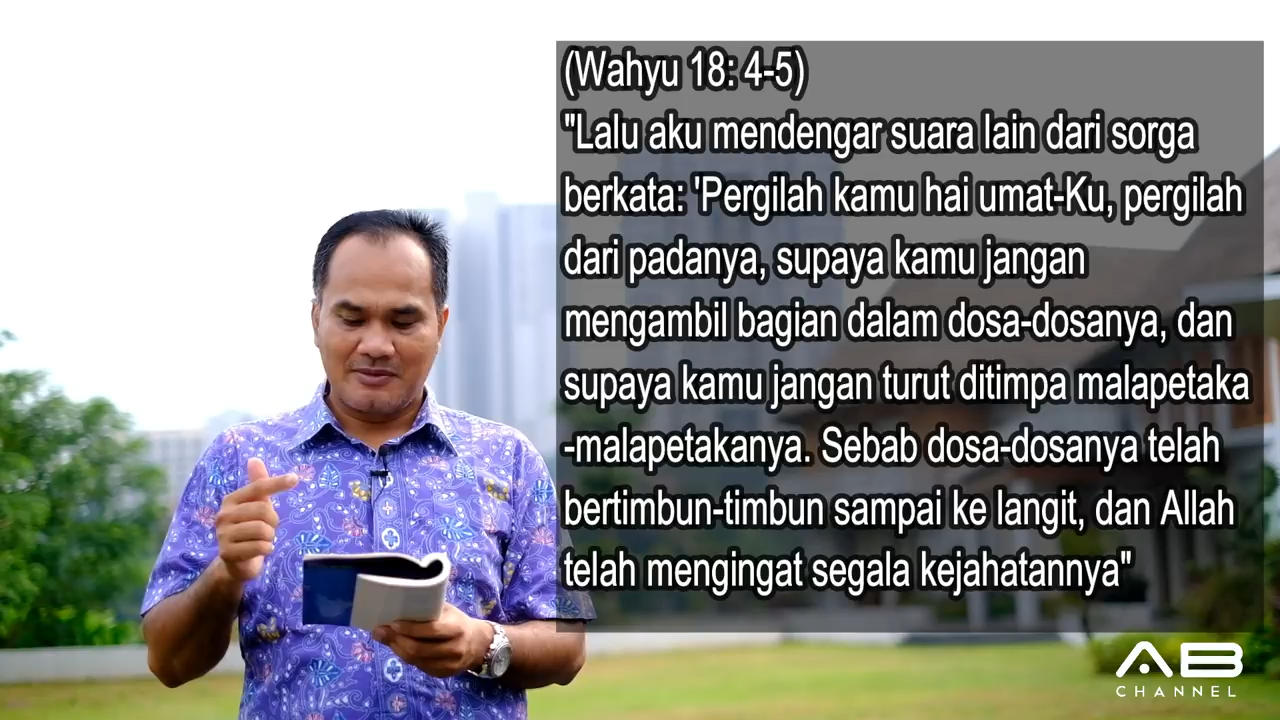 (Wahyu 18: 4-5)
"Lalu aku mendengar suara lain dari sorga
berkata: 'Pergilah kamu hai umat-Ku, pergilah
dari padanya, supaya kamu jangan
mengambil bagian dalam dosa-dosanya, dan
supaya kamu jangan turut ditimpa malapetaka
-malapetakanya. Sebab dosa-dosanya telah
bertimbun-timbun sampai ke langit, dan Allah
telah mengingat segala kejahatannya"
AB
CHANNEL